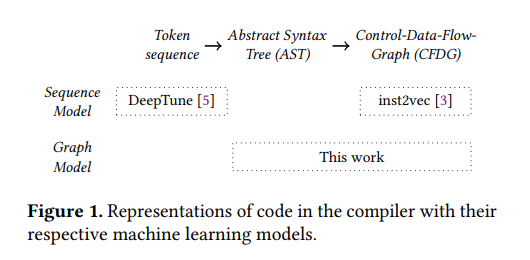 Token sequence → Abstract Syntax Tree (AST) → Control-Data-Flow-Graph (CFDG)
Sequence Model
DeepTune [5]
inst2vec [3]
Graph Model
This work
Figure 1. Representations of code in the compiler with their
respective machine learning models.